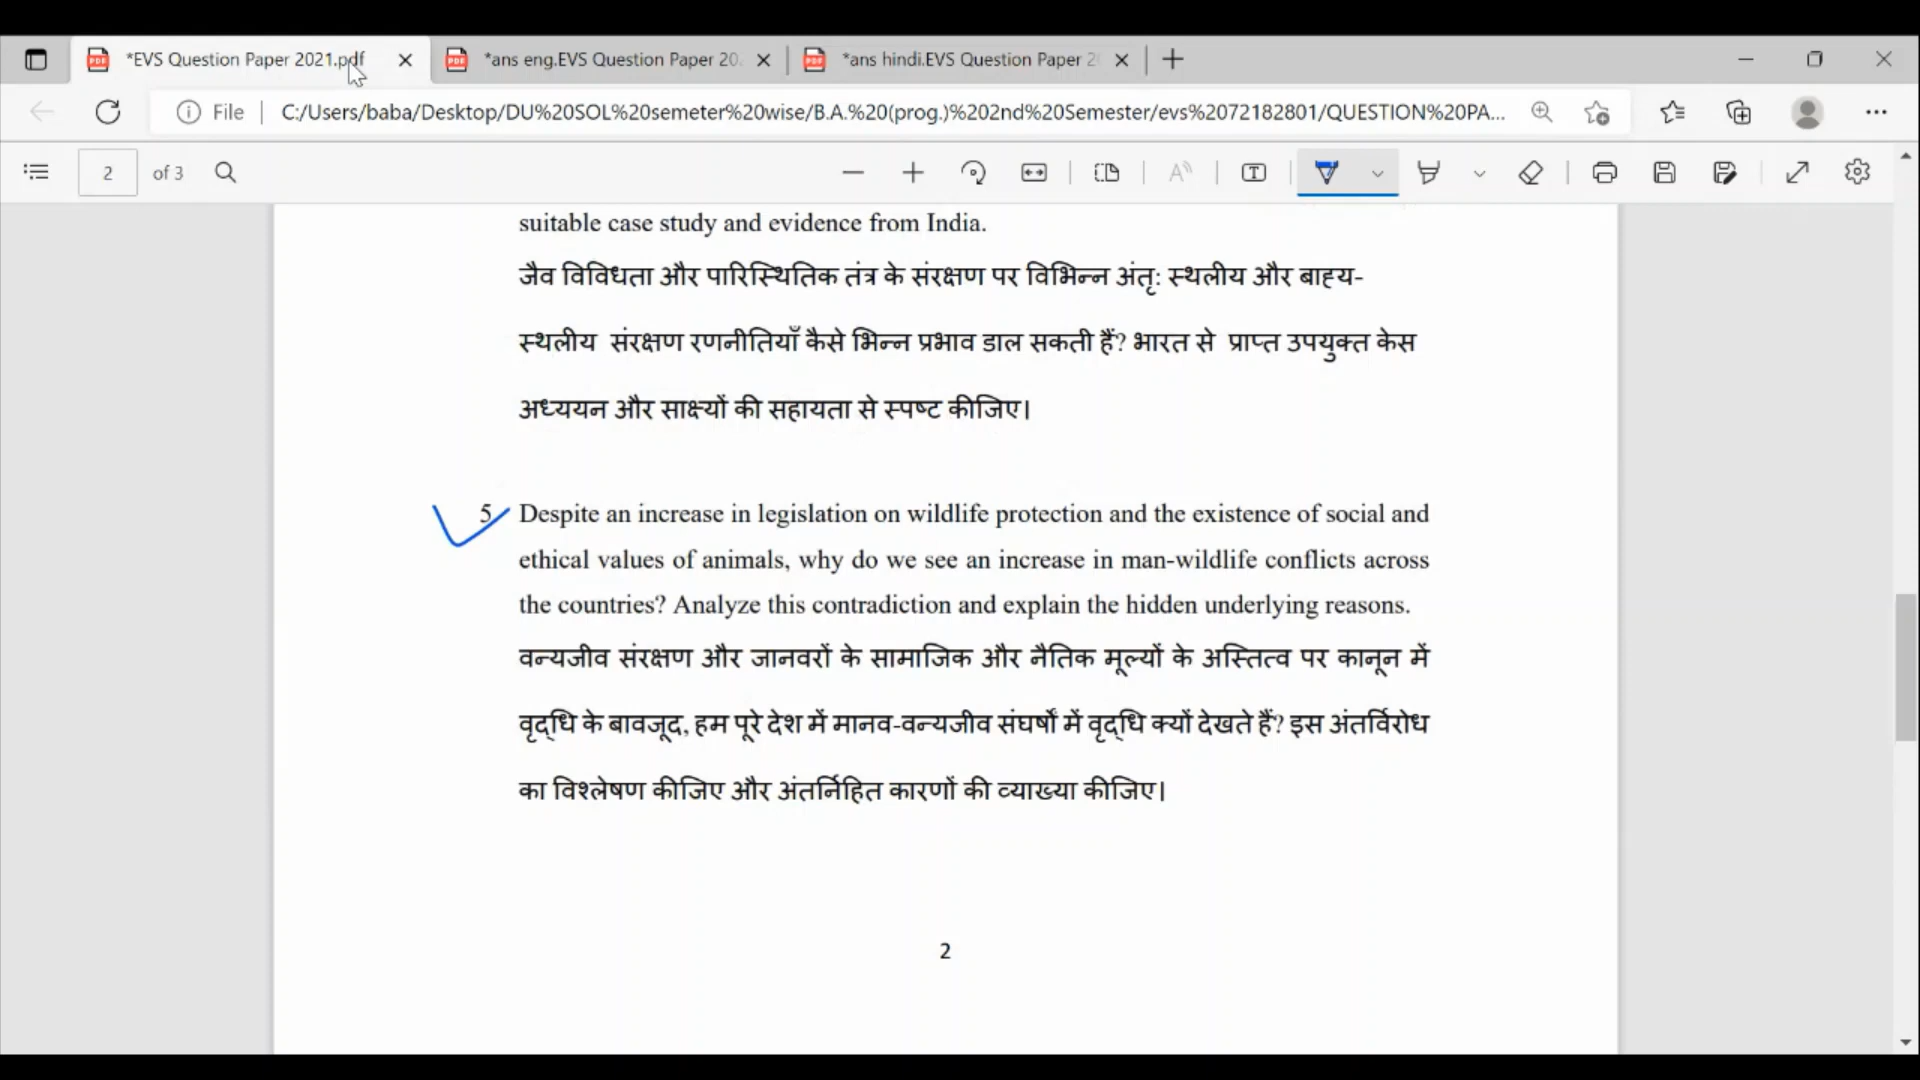 *EVS Question Paper 2021.pdf
*ans eng.EVS Question Paper 20
*ans hindi.EVS Question Paper 2
File
C:/Users/baba/Desktop/DU%20SOL%20semeter%20wise/B.A.%20(prog.)%202nd%20Semester/evs%2072182801/QUESTION%20PA...
2 of 3
suitable case study and evidence from India.
जैव विविधता और पारिस्थितिक तंत्र के संरक्षण पर विभिन्न अंतृ: स्थलीय और बाह्य-
स्थलीय संरक्षण रणनीतियाँ कैसे भिन्न प्रभाव डाल सकती हैं? भारत से प्राप्त उपयुक्त केस
अध्ययन और साक्ष्यों की सहायता से स्पष्ट कीजिए।
5 Despite an increase in legislation on wildlife protection and the existence of social and
ethical values of animals, why do we see an increase in man-wildlife conflicts across
the countries? Analyze this contradiction and explain the hidden underlying reasons.
वन्यजीव संरक्षण और जानवरों के सामाजिक और नैतिक मूल्यों के अस्तित्व पर कानून में
वृद्धि के बावजूद, हम पूरे देश में मानव-वन्यजीव संघर्षों में वृद्धि क्यों देखते हैं? इस अंतर्विरोध
का विश्लेषण कीजिए और अंतर्निहित कारणों की व्याख्या कीजिए।
2